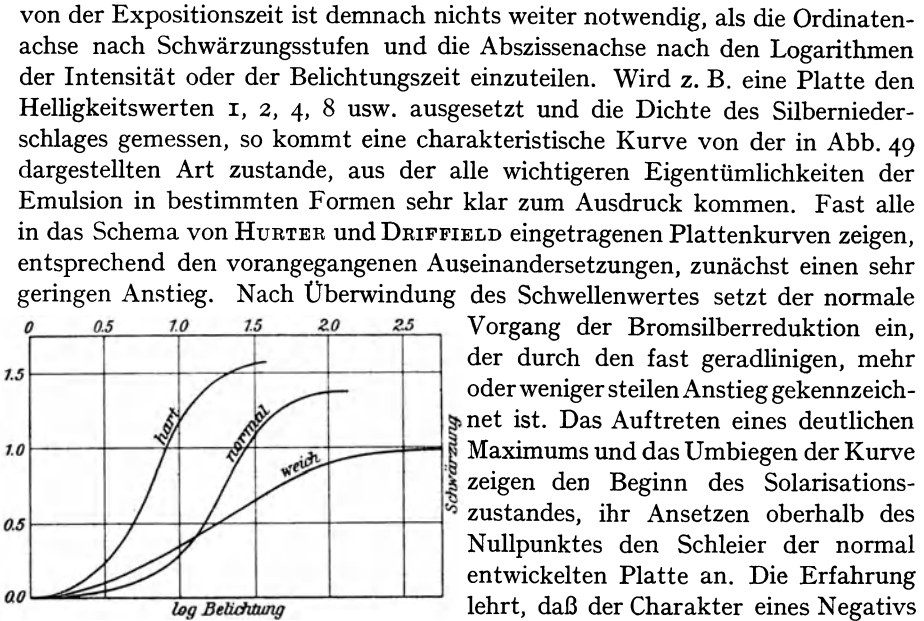 von der Expositionszeit ist demnach nichts weiter notwendig, als die Ordinaten-
achse nach Schwärzungsstufen und die Abszissenachse nach den Logarithmen
der Intensität oder der Belichtungszeit einzuteilen. Wird z. B. eine Platte den
Helligkeitswerten 1, 2, 4, 8 usw. ausgesetzt und die Dichte des Silbernieder-
schlages gemessen, so kommt eine charakteristische Kurve von der in Abb. 49
dargestellten Art zustande, aus der alle wichtigeren Eigentümlichkeiten der
Emulsion in bestimmten Formen sehr klar zum Ausdruck kommen. Fast alle
in das Schema von HURTER und DRIFFIELD eingetragenen Plattenkurven zeigen,
entsprechend den vorangegangenen Auseinandersetzungen, zunächst einen sehr
geringen Anstieg. Nach Überwindung des Schwellenwertes setzt der normale
Vorgang der Bromsilberreduktion ein,
der durch den fast geradlinigen, mehr
oder weniger steilen Anstieg gekennzeich-
net ist. Das Auftreten eines deutlichen
Maximums und das Umbiegen der Kurve
zeigen den Beginn des Solarisations-
zustandes, ihr Ansetzen oberhalb des
Nullpunktes den Schleier der normal
entwickelten Platte an. Die Erfahrung
lehrt, daß der Charakter eines Negativs
0 0.5 1.0 1.5 2.0 2.5
1.5
1.0
0.5
0.0
hart
normal
weich
Schwärzung
log Belichtung